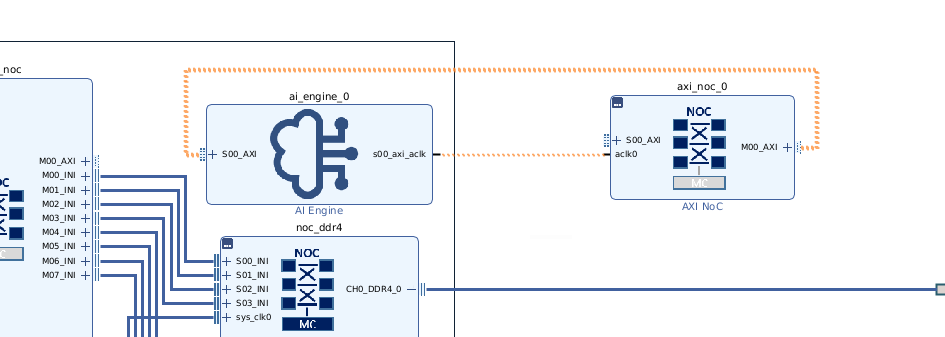 _noc
M00_AXI
M00_INI
M01_INI
M02_INI
M03_INI
M04_INI
M05_INI
M06_INI
M07_INI
OC
C
ai_engine_0
S00_AXI
s00_axi_aclk
AI Engine
noc_ddr4
NOC
S00_INI
S01_INI
S02_INI
S03_INI
sys_clk0
CH0_DDR4_0
MC
axi_noc_0
NOC
S00_AXI
aclk0
M00_AXI
MC
AXI NoC